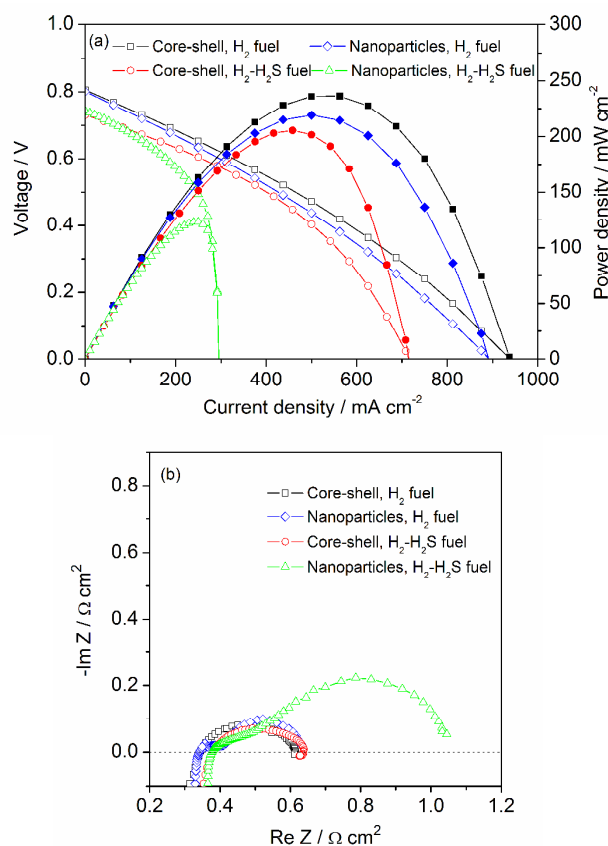 (a)
Core-shell, H₂ fuel
Nanoparticles, H₂ fuel
Core-shell, H₂-H₂S fuel
Nanoparticles, H₂-H₂S fuel
Voltage / V
1.0
0.8
0.6
0.4
0.2
0.0
Power density / mW cm⁻²
300
250
200
150
100
50
0
0 200 400 600 800 1000
Current density / mA cm⁻²
(b)
Core-shell, H₂ fuel
Nanoparticles, H₂ fuel
Core-shell, H₂-H₂S fuel
Nanoparticles, H₂-H₂S fuel
-Im Z / Ω cm²
0.8
0.6
0.4
0.2
0.0
0.2 0.4 0.6 0.8 1.0 1.2
Re Z / Ω cm²